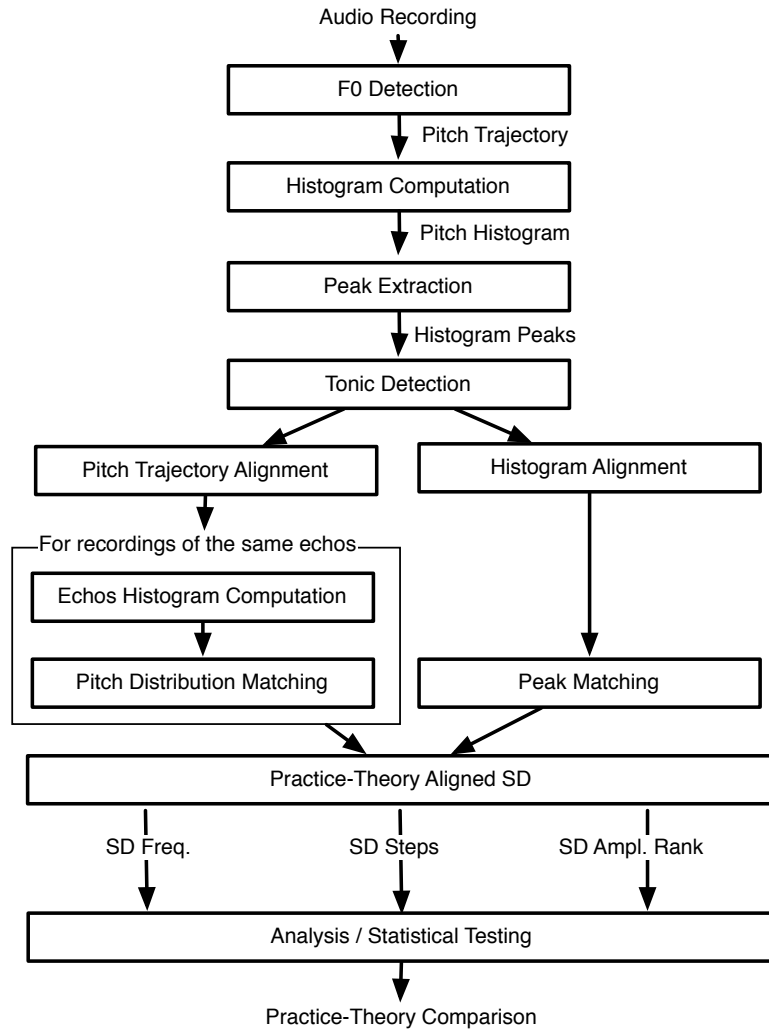 Audio Recording
F0 Detection
Pitch Trajectory
Histogram Computation
Pitch Histogram
Peak Extraction
Histogram Peaks
Tonic Detection
Pitch Trajectory Alignment
Histogram Alignment
For recordings of the same echos
Echos Histogram Computation
Pitch Distribution Matching
Peak Matching
Practice-Theory Aligned SD
SD Freq.
SD Steps
SD Ampl. Rank
Analysis / Statistical Testing
Practice-Theory Comparison